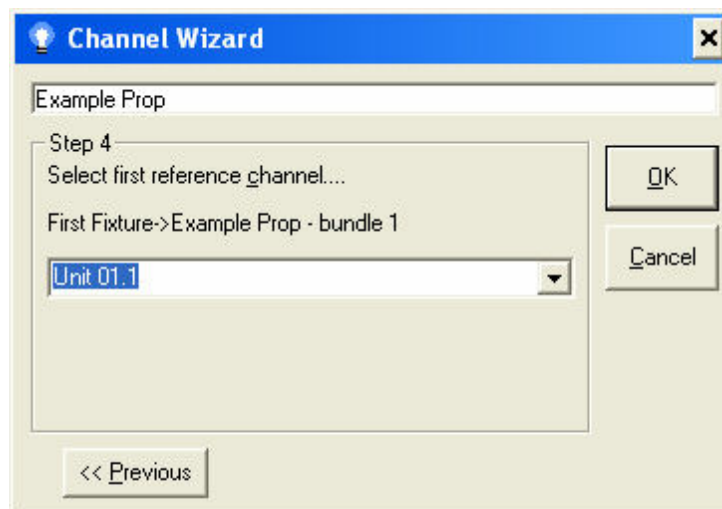 Channel Wizard
Example Prop
Step 4
Select first reference channel....
First Fixture->Example Prop - bundle 1
Unit 01.1
OK
Cancel
<< Previous